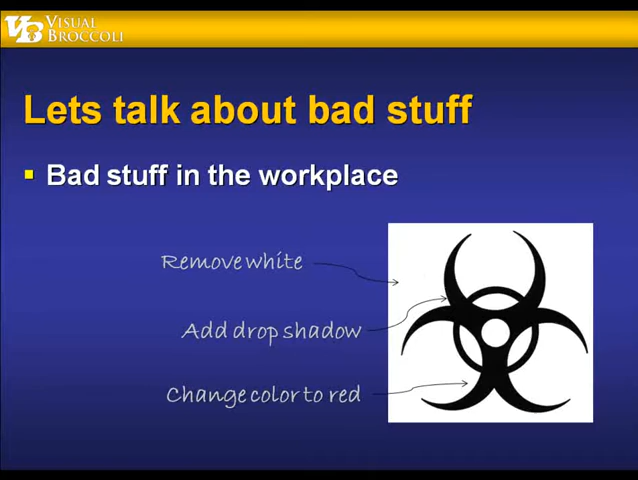 VB VISUAL
BROCCOLI
Lets talk about bad stuff
Bad stuff in the workplace
Remove white
Add drop shadow
Change color to red